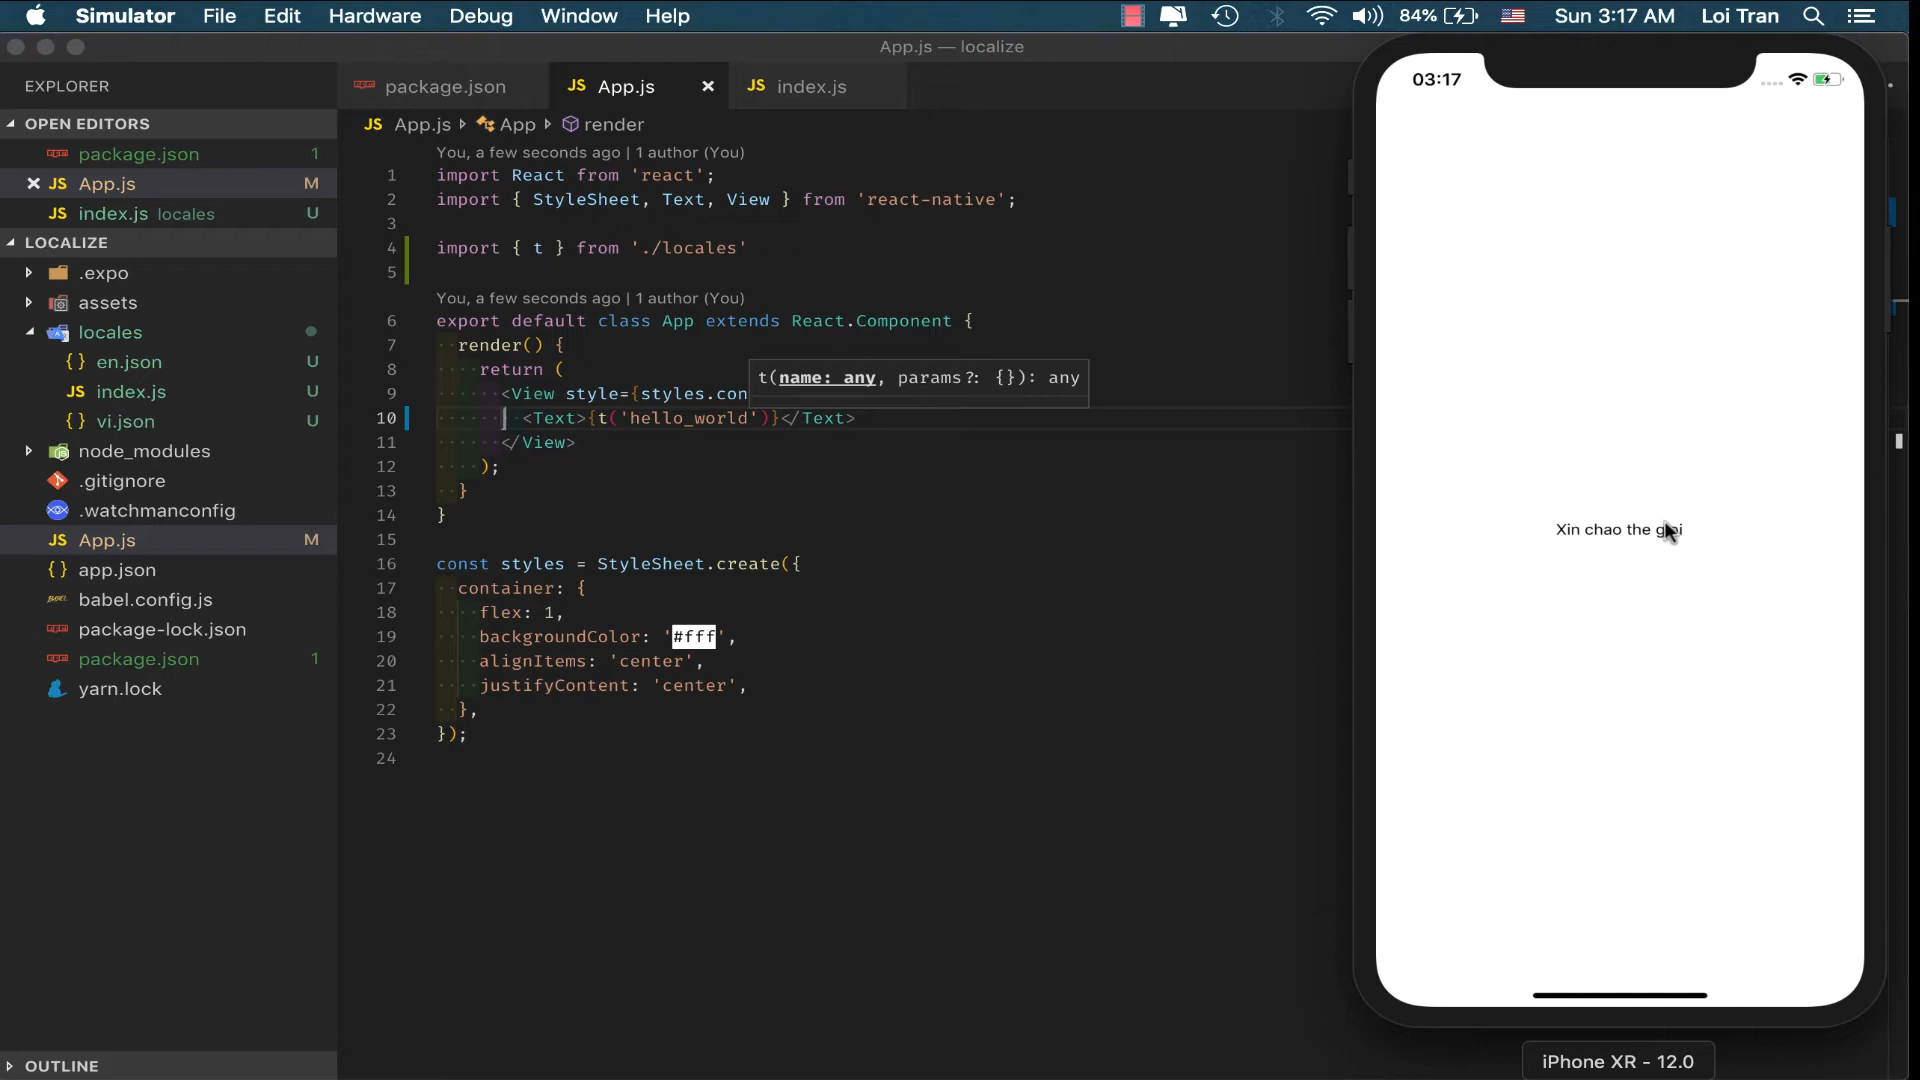 Simulator File Edit Hardware Debug Window Help 84% Sun 3:17 AM Loi Tran
App.js — localize
EXPLORER
OPEN EDITORS
package.json 1
App.js M
index.js locales U
LOCALIZE
.expo
assets
locales
{ } en.json U
JS index.js U
{ } vi.json U
node_modules
.gitignore
.watchmanconfig
JS App.js M
{ } app.json
babel.config.js
package-lock.json
package.json 1
yarn.lock
OUTLINE
package.json JS App.js JS index.js
JS App.js App render
You, a few seconds ago | 1 author (You)
1 import React from 'react';
2 import { StyleSheet, Text, View } from 'react-native';
3
4 import { t } from './locales'
5
You, a few seconds ago | 1 author (You)
6 export default class App extends React.Component {
7 render() {
8 return (
t(name: any, params?: {}): any
9 <View style={styles.con
10 <Text>{t('hello_world')}</Text>
11 </View>
12 );
13 }
14 }
15
16 const styles = StyleSheet.create({
17 container: {
18 flex: 1,
19 backgroundColor: '#fff',
20 alignItems: 'center',
21 justifyContent: 'center',
22 },
23 });
24
03:17
Xin chao the gioi
iPhone XR - 12.0